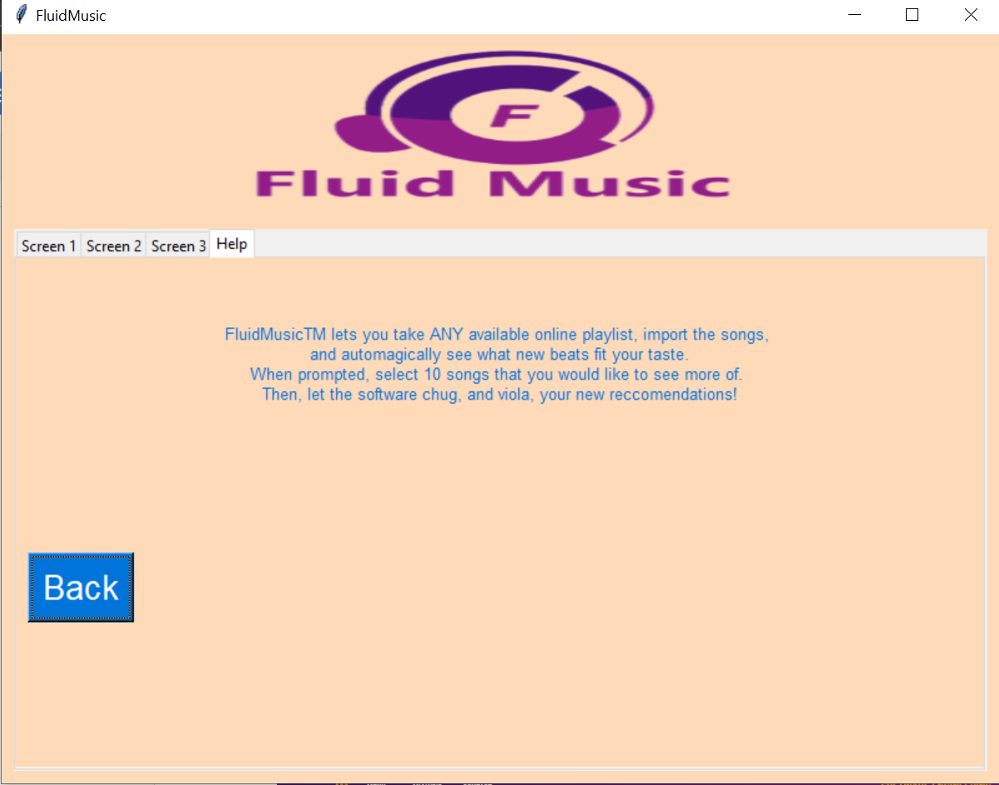 FluidMusic
F
Fluid Music
Screen 1 Screen 2 Screen 3 Help
FluidMusicTM lets you take ANY available online playlist, import the songs,
and automagically see what new beats fit your taste.
When prompted, select 10 songs that you would like to see more of.
Then, let the software chug, and viola, your new reccomendations!
Back